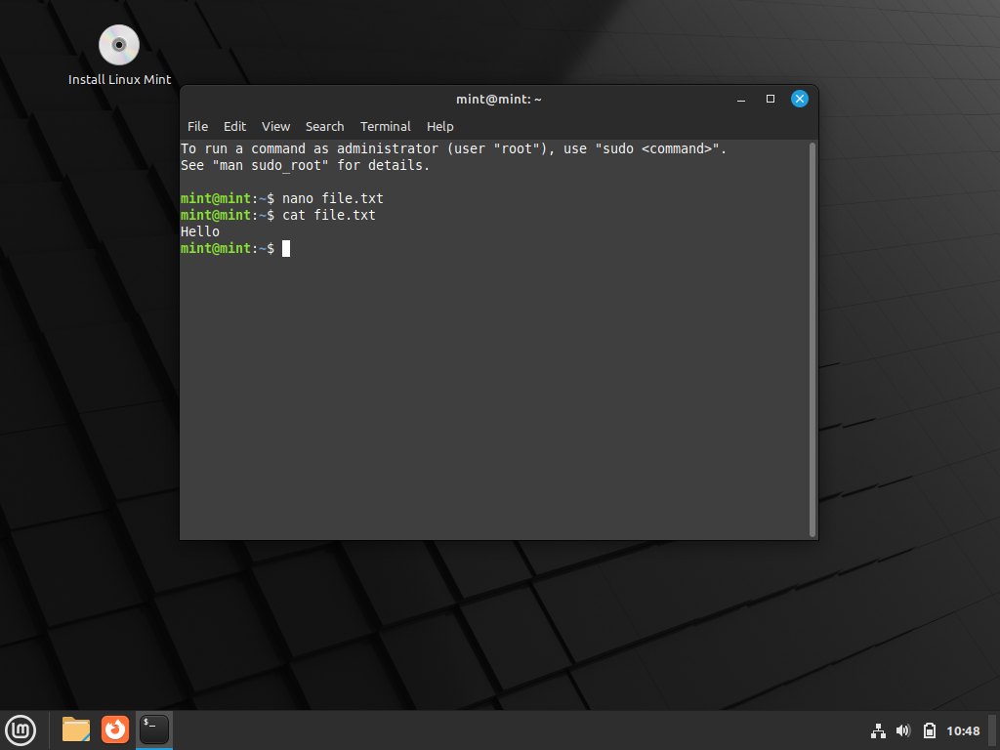 Install Linux Mint
mint@mint: ~
File Edit View Search Terminal Help
To run a command as administrator (user "root"), use "sudo <command>".
See "man sudo_root" for details.
mint@mint:~$ nano file.txt
mint@mint:~$ cat file.txt
Hello
mint@mint:~$
$_
10:48